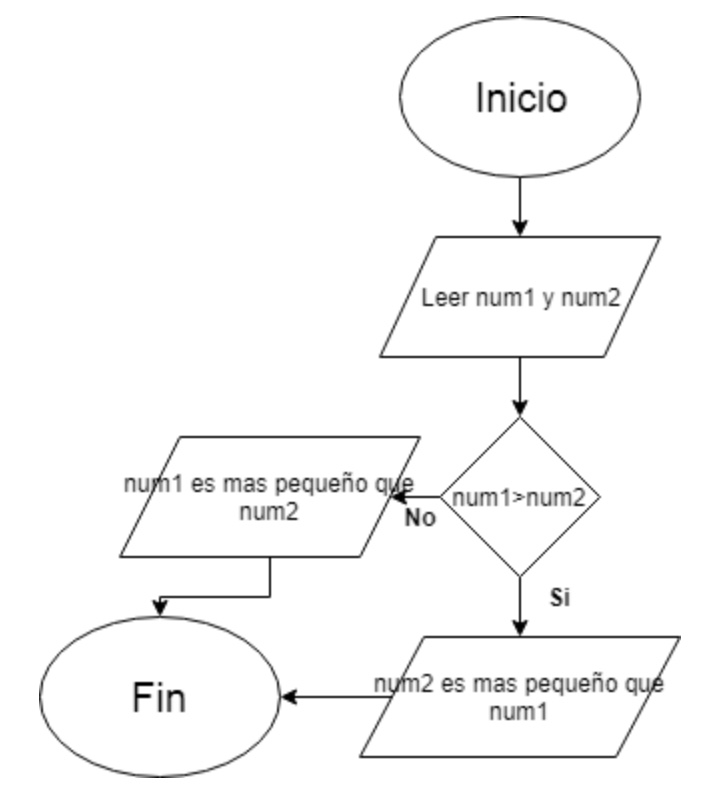 Inicio
Leer num1 y num2
num1>num2
num1 es mas pequeño que
num2
No
Si
num2 es mas pequeño que
num1
Fin